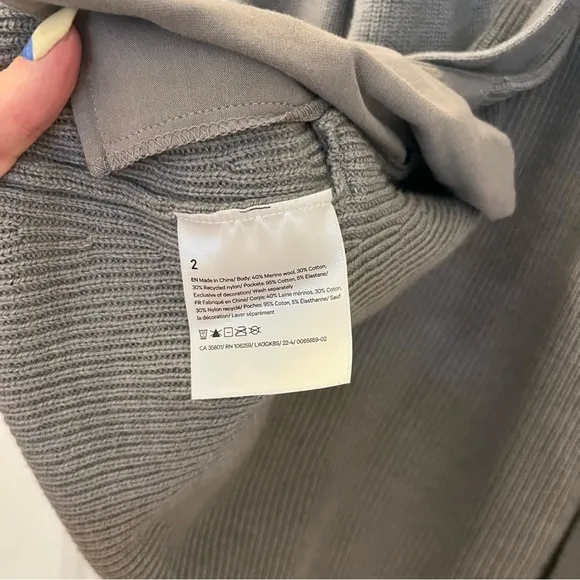 2
EN Made in China/ Body: 40% Merino wool, 30% Cotton,
30% Recycled nylon/ Pockets: 95% Cotton, 5% Elastane/
Exclusive of decoration/ Wash separately
FR Fabriqué en Chine/ Corps: 40% Laine mérinos, 30% Coton,
30% Nylon recyclé/ Poches: 95% Coton, 5% Élasthanne/ Sauf
la décoration/ Laver séparément
CA 35801/ RN 106259/ LW3GKBS/ 22-4/ 0065659-02